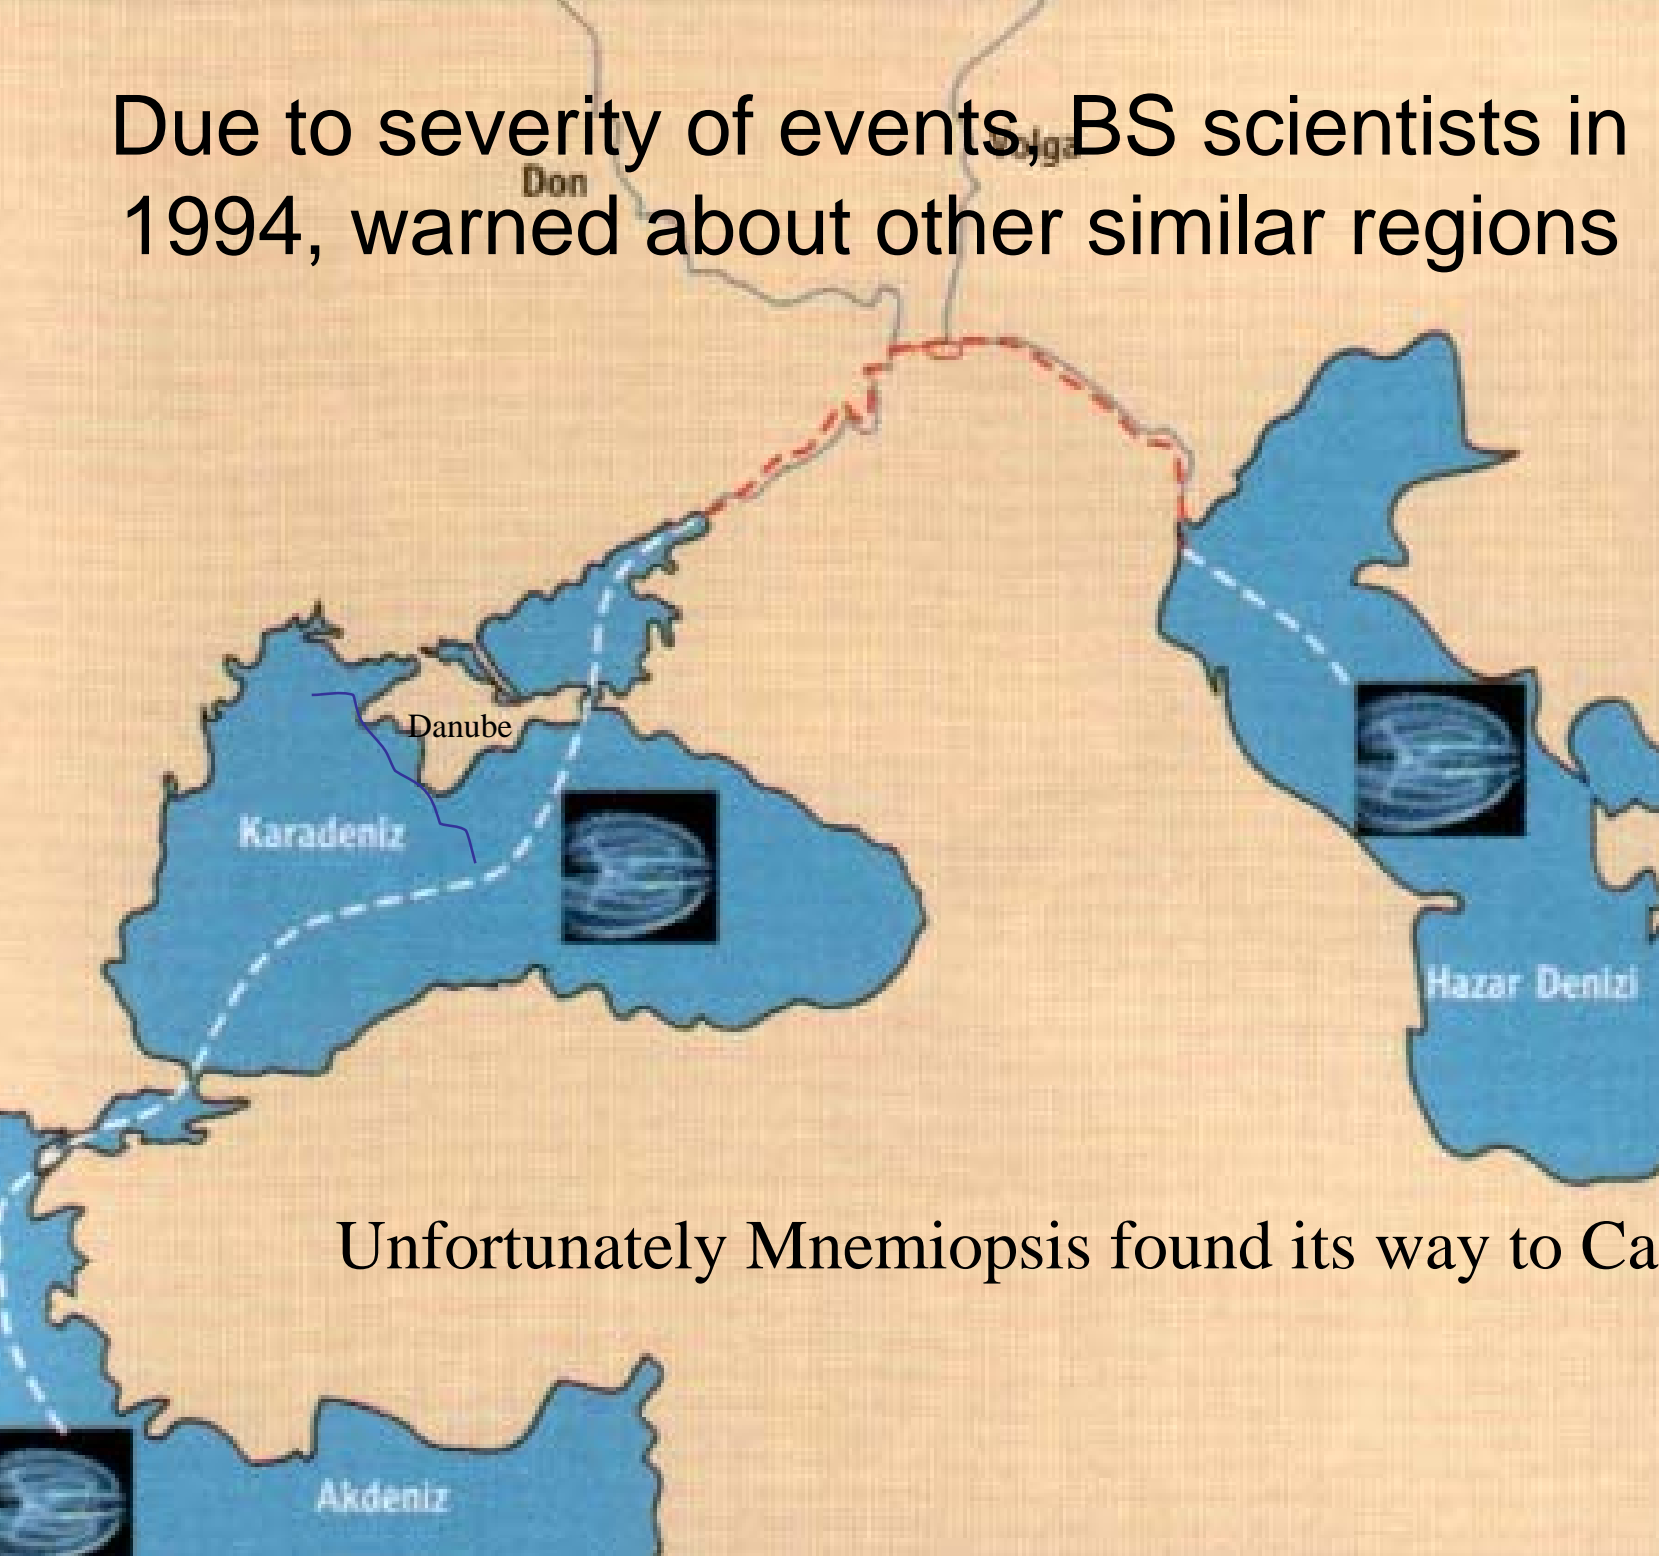 Due to severity of events, BS scientists in
1994, warned about other similar regions
Volga
Don
Danube
Karadeniz
Hazar Denizi
Unfortunately Mnemiopsis found its way to Ca
Akdeniz